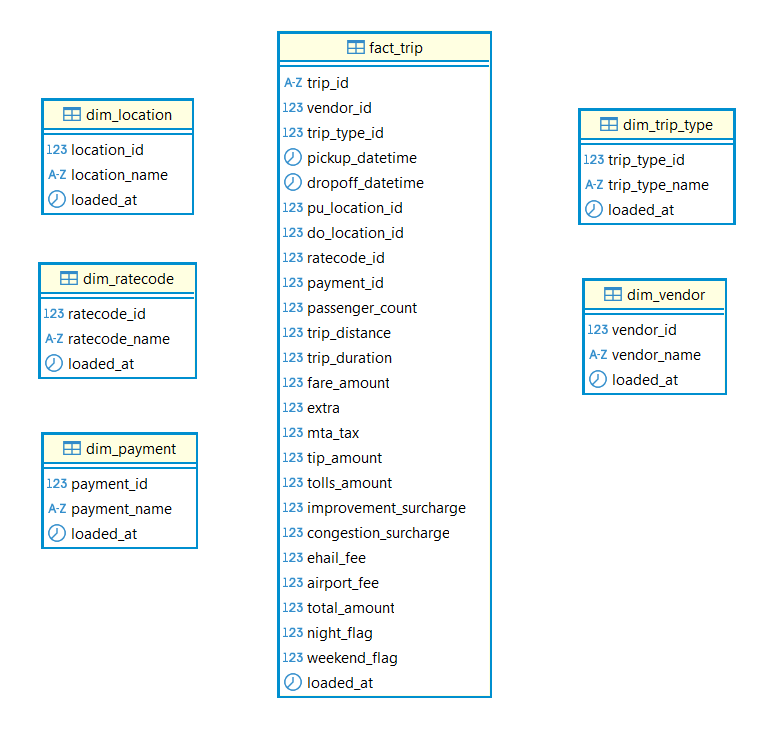 fact_trip
A-Z trip_id
123 vendor_id
123 trip_type_id
pickup_datetime
dropoff_datetime
123 pu_location_id
123 do_location_id
123 ratecode_id
123 payment_id
123 passenger_count
123 trip_distance
123 trip_duration
123 fare_amount
123 extra
123 mta_tax
123 tip_amount
123 tolls_amount
123 improvement_surcharge
123 congestion_surcharge
123 ehail_fee
123 airport_fee
123 total_amount
123 night_flag
123 weekend_flag
loaded_at
dim_location
123 location_id
A-Z location_name
loaded_at
dim_ratecode
123 ratecode_id
A-Z ratecode_name
loaded_at
dim_payment
123 payment_id
A-Z payment_name
loaded_at
dim_trip_type
123 trip_type_id
A-Z trip_type_name
loaded_at
dim_vendor
123 vendor_id
A-Z vendor_name
loaded_at